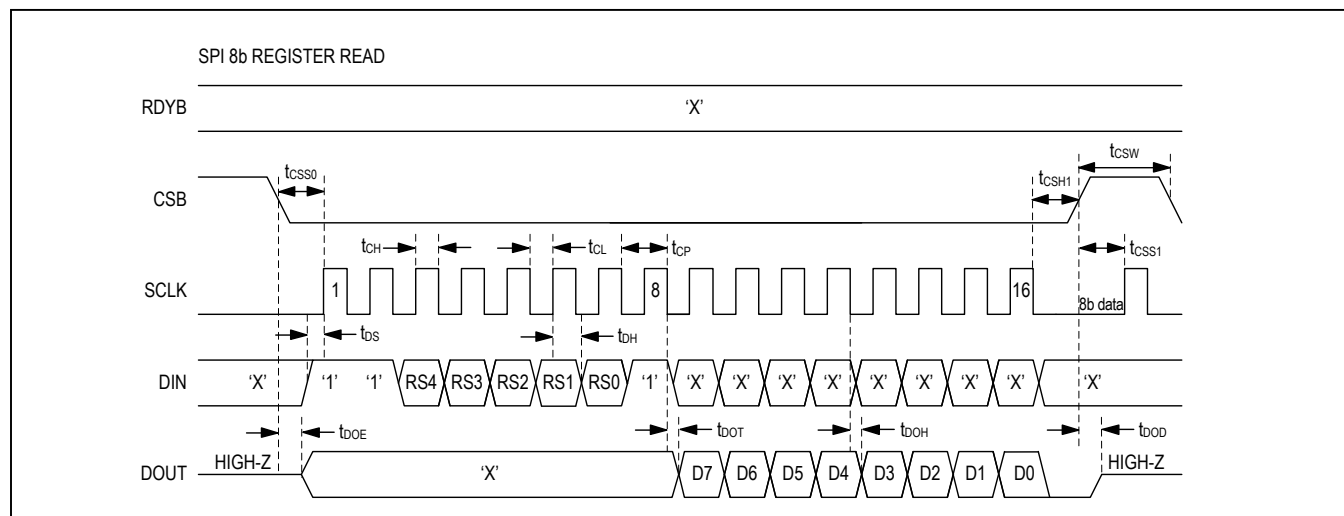 SPI 8b REGISTER READ
RDYB ‘X’
tCSW
tCSS0 tCSH1
CSB
tCH tCL tCP tCSS1
SCLK 1 8 16 8b data
tDS tDH
DIN ‘X’ ‘1’ ‘1’ RS4 RS3 RS2 RS1 RS0 ‘1’ ‘X’ ‘X’ ‘X’ ‘X’ ‘X’ ‘X’ ‘X’ ‘X’ ‘X’
tDOE tDOT tDOH tDOD
HIGH-Z HIGH-Z
DOUT ‘X’ D7 D6 D5 D4 D3 D2 D1 D0